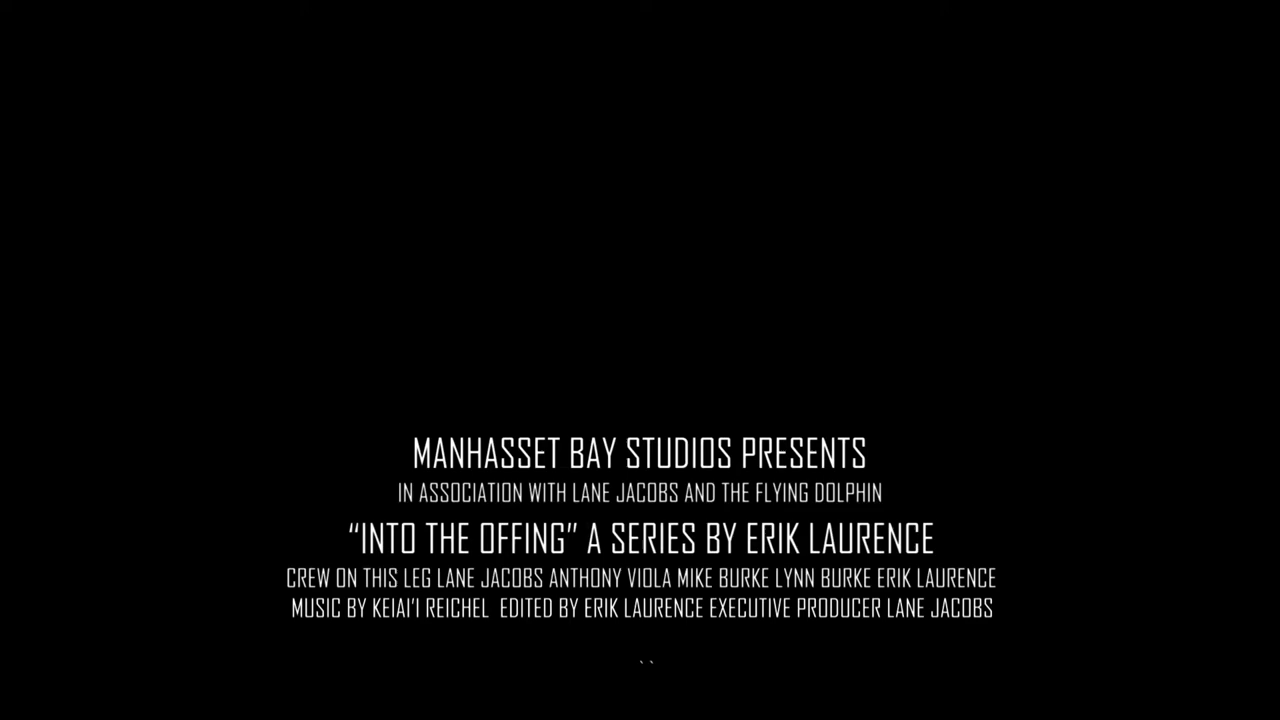 MANHASSET BAY STUDIOS PRESENTS
IN ASSOCIATION WITH LANE JACOBS AND THE FLYING DOLPHIN
“INTO THE OFFING” A SERIES BY ERIK LAURENCE
CREW ON THIS LEG LANE JACOBS ANTHONY VIOLA MIKE BURKE LYNN BURKE ERIK LAURENCE
MUSIC BY KEIAI'I REICHEL  EDITED BY ERIK LAURENCE EXECUTIVE PRODUCER LANE JACOBS
` `